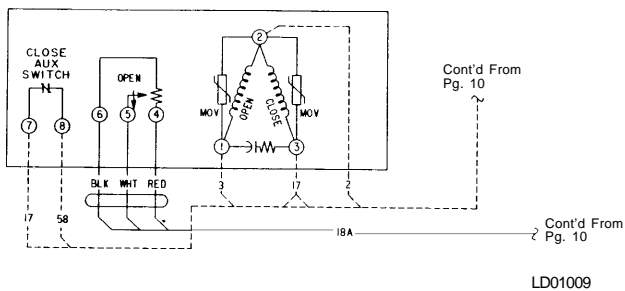 CLOSE
AUX
SWITCH
OPEN
7
8
6
5
4
2
MOV
OPEN
CLOSE
MOV
1
3
Cont'd From
Pg. 10
BLK
WHT
RED
3
17
2
17
58
18A
Cont'd From
Pg. 10
LD01009